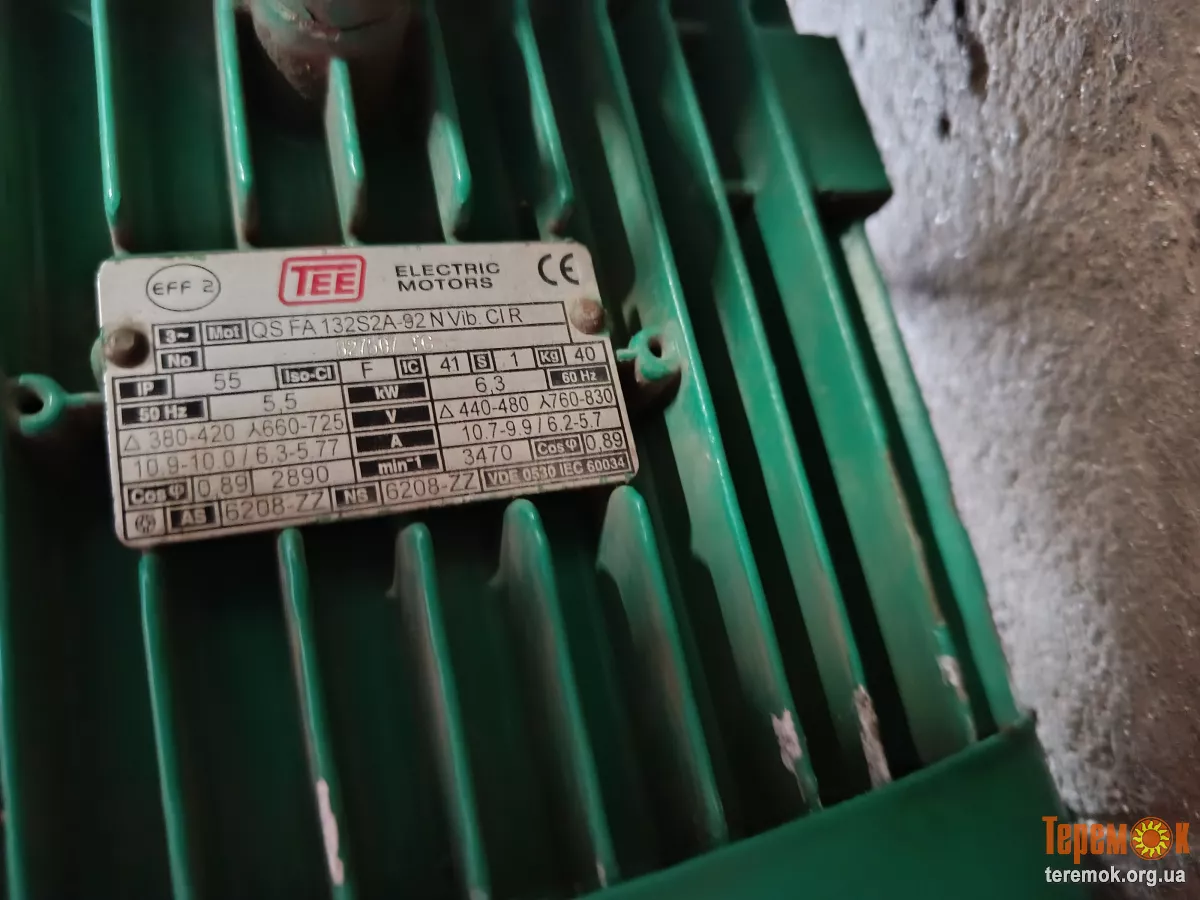 EFF 2 TEE ELECTRIC MOTORS CE
3~ Mot QS FA 132S2A-92 N Vib. Cl R
No
IP 55 Iso-Cl F IC 41 S 1 Kg 40
50 Hz 5,5 kW 6,3 60 Hz
Δ 380-420 ⅄660-725 V Δ 440-480 ⅄760-830
10.9-10.0 / 6.3-5.77 A 10.7-9.9 / 6.2-5.7
Cosφ 0,89 2890 min-1 3470 Cosφ 0,89
AS 6208-ZZ NS 6208-ZZ VDE 0530 IEC 60034
Теремок
teremok.org.ua